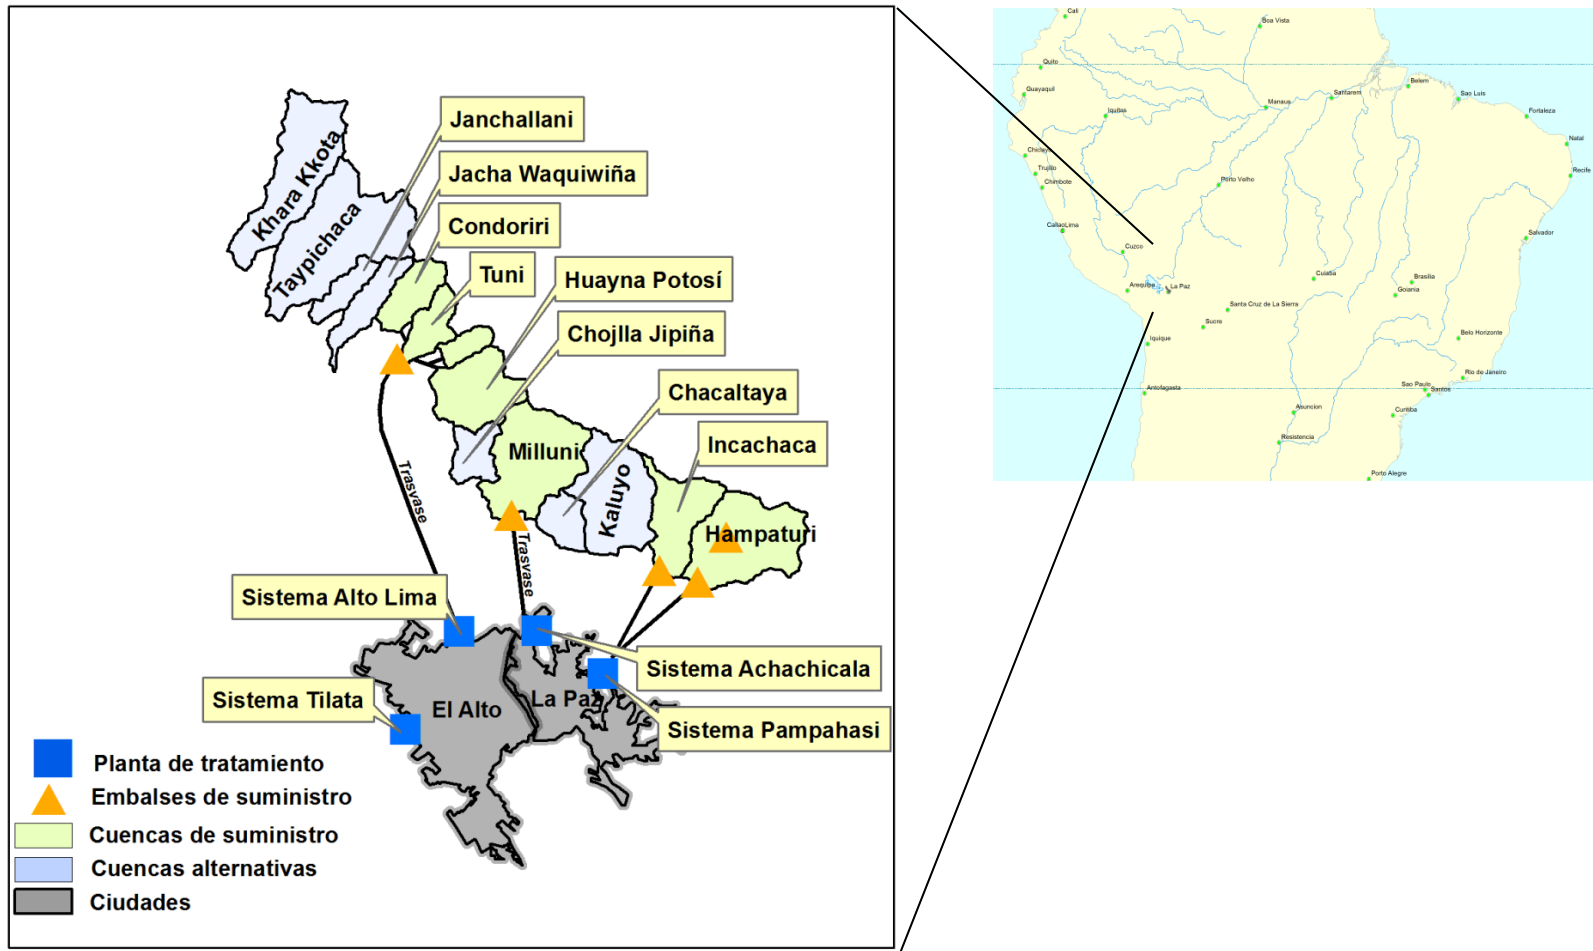 Janchallani
Jacha Waquiwiña
Condoriri
Tuni
Huayna Potosí
Chojlla Jipiña
Chacaltaya
Incachaca
Khara Kkota
Taypichaca
Milluni
Kaluyo
Hampaturi
Trasvase
Trasvase
Sistema Alto Lima
Sistema Achachicala
Sistema Tilata
Sistema Pampahasi
El Alto
La Paz
Planta de tratamiento
Embalses de suministro
Cuencas de suministro
Cuencas alternativas
Ciudades
Cali
Boa Vista
Quito
Guayaquil
Iquitos
Manaus
Santarem
Belem
Sao Luis
Fortaleza
Natal
Recife
Chiclayo
Trujillo
Chimbote
Porto Velho
CallaoLima
Cuzco
Salvador
Arequipa
La Paz
Cuiaba
Brasilia
Goiania
Santa Cruz de La Sierra
Sucre
Iquique
Belo Horizonte
Antofagasta
Rio de Janeiro
Sao Paulo
Santos
Asuncion
Curitiba
Resistencia
Porto Alegre